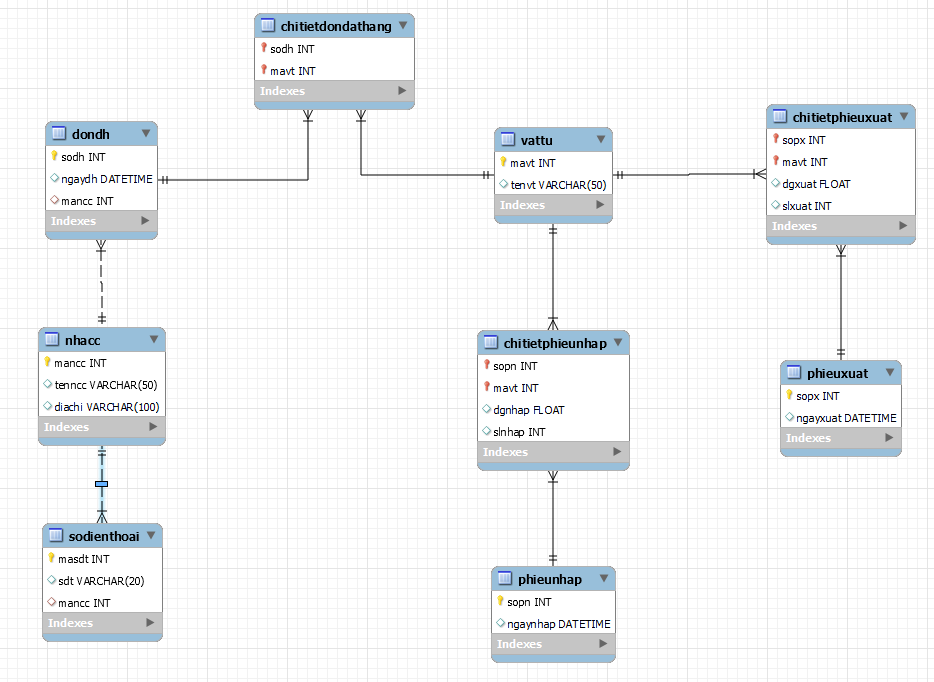 chitietdondathang
sodh INT
mavt INT
Indexes
dondh
sodh INT
ngaydh DATETIME
mancc INT
Indexes
vattu
mavt INT
tenvt VARCHAR(50)
Indexes
chitietphieuxuat
sopx INT
mavt INT
dgxuat FLOAT
slxuat INT
Indexes
nhacc
mancc INT
tenncc VARCHAR(50)
diachi VARCHAR(100)
Indexes
chitietphieunhap
sopn INT
mavt INT
dgnhap FLOAT
slnhap INT
Indexes
phieuxuat
sopx INT
ngayxuat DATETIME
Indexes
sodienthoai
masdt INT
sdt VARCHAR(20)
mancc INT
Indexes
phieunhap
sopn INT
ngaynhap DATETIME
Indexes